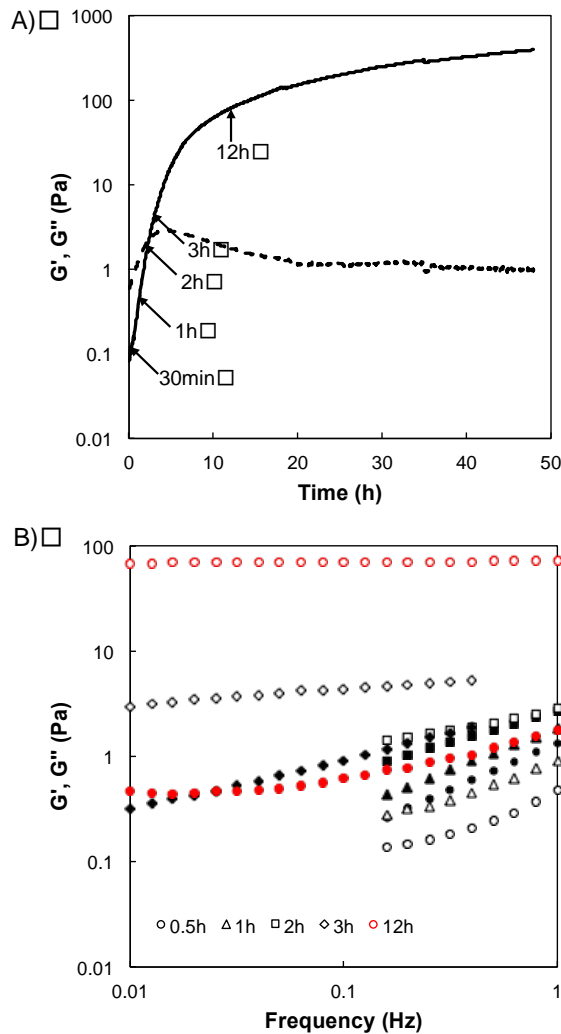 A)□
1000
100
10
1
0.1
0.01
G', G'' (Pa)
12h□
3h□
2h□
1h□
30min□
0 10 20 30 40 50
Time (h)
B)□
100
10
1
0.1
0.01
G', G'' (Pa)
0.5h 1h 2h 3h 12h
0.01 0.1 1
Frequency (Hz)